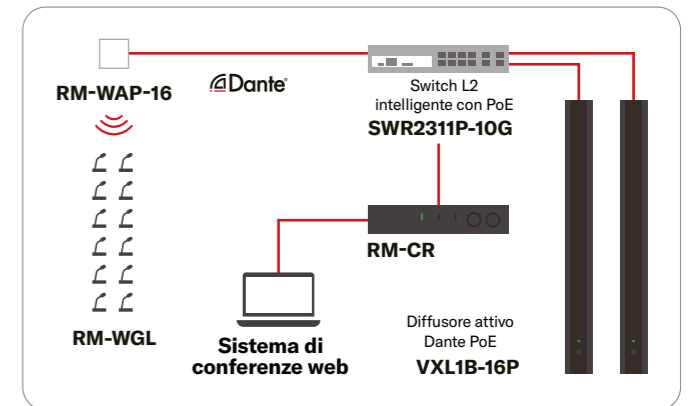 RM-WAP-16
Dante
Switch L2
intelligente con PoE
SWR2311P-10G
RM-CR
RM-WGL
Sistema di
conferenze web
Diffusore attivo
Dante PoE
VXL1B-16P